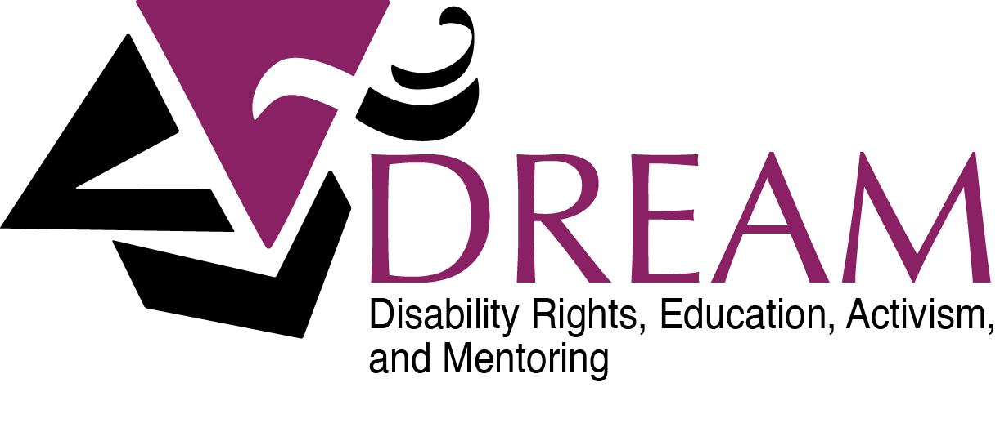 DREAM
Disability Rights, Education, Activism,
and Mentoring